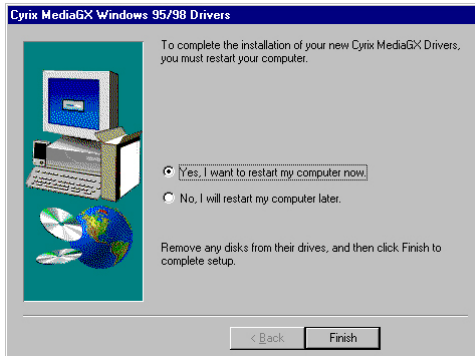 Cyrix MediaGX Windows 95/98 Drivers
To complete the installation of your new Cyrix MediaGX Drivers,
you must restart your computer.
Yes, I want to restart my computer now.
No, I will restart my computer later.
Remove any disks from their drives, and then click Finish to
complete setup.
< Back
Finish